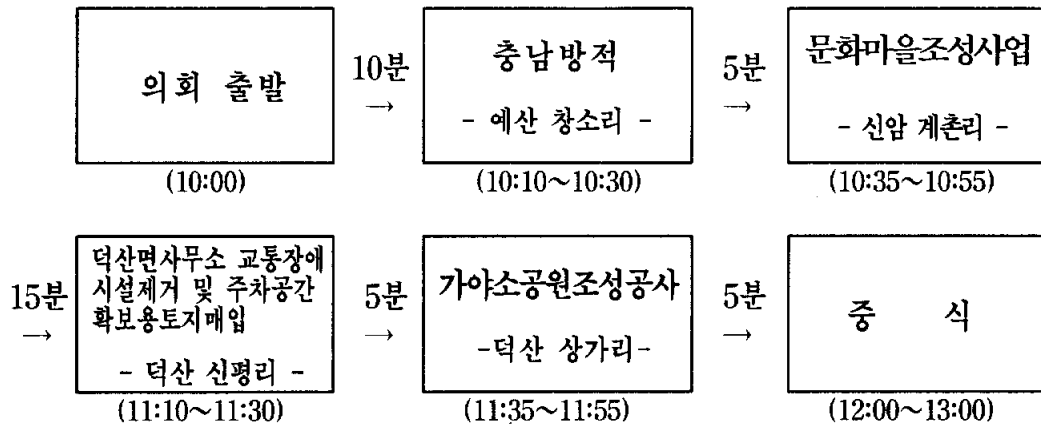 의회 출발
(10:00)
10분
→
충남방적
- 예산 창소리 -
(10:10~10:30)
5분
→
문화마을조성사업
- 신암 계촌리 -
(10:35~10:55)
15분
→
덕산면사무소 교통장애
시설제거 및 주차공간
확보용토지매입
- 덕산 신평리 -
(11:10~11:30)
5분
→
가야소공원조성공사
-덕산 상가리-
(11:35~11:55)
5분
→
중 식
(12:00~13:00)